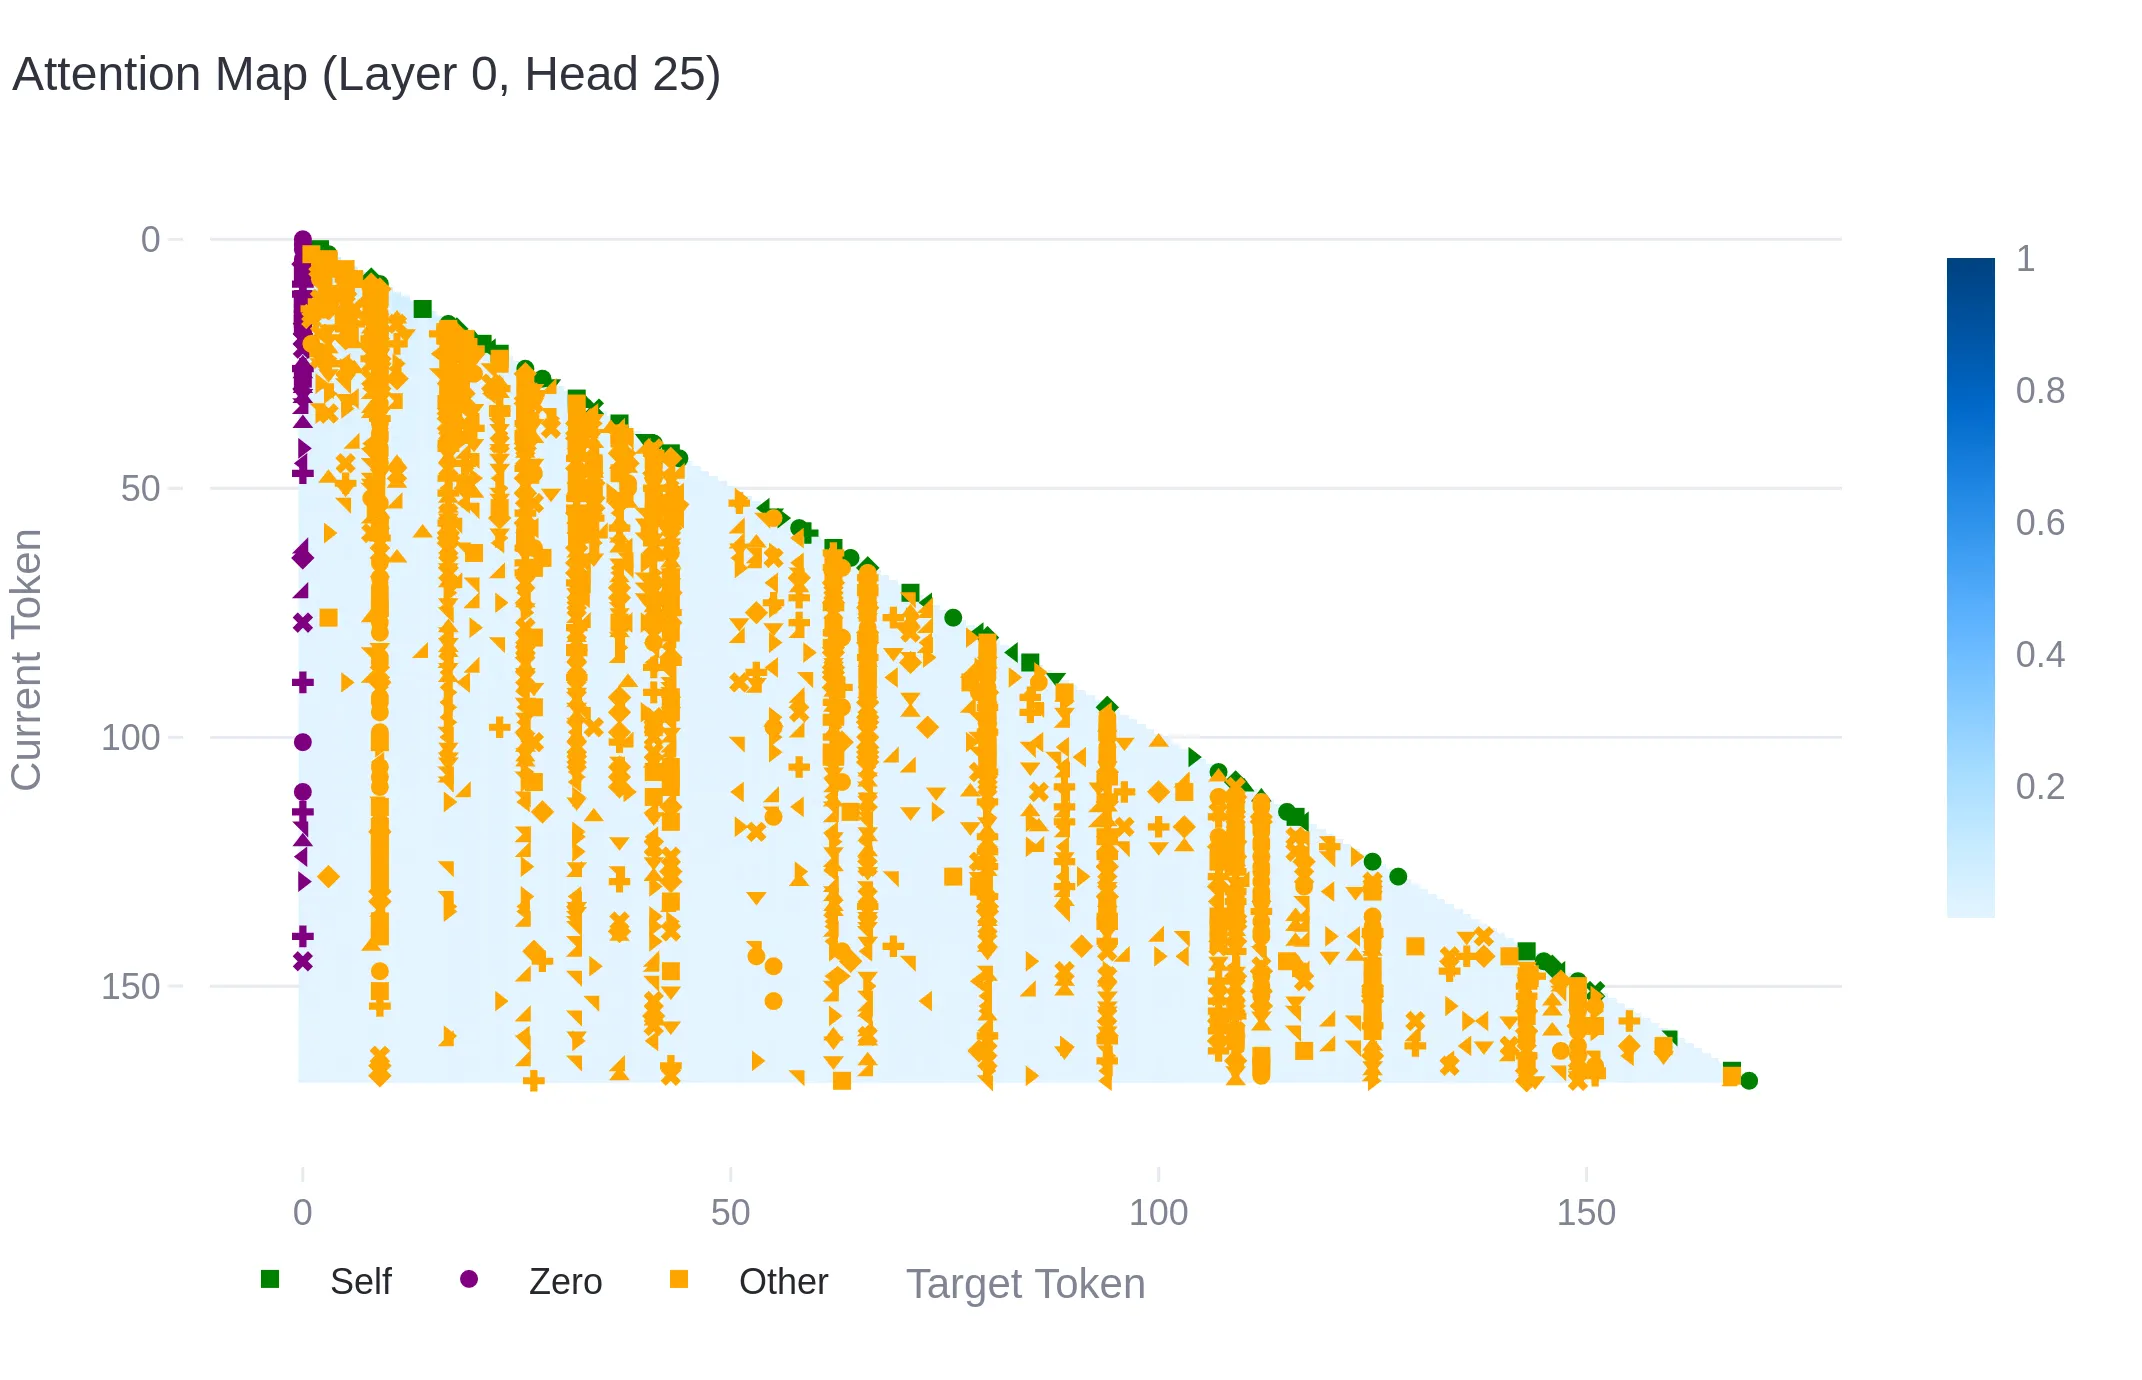 Attention Map (Layer 0, Head 25)
0
50
100
150
Current Token
1
0.8
0.6
0.4
0.2
0
50
100
150
Self
Zero
Other
Target Token